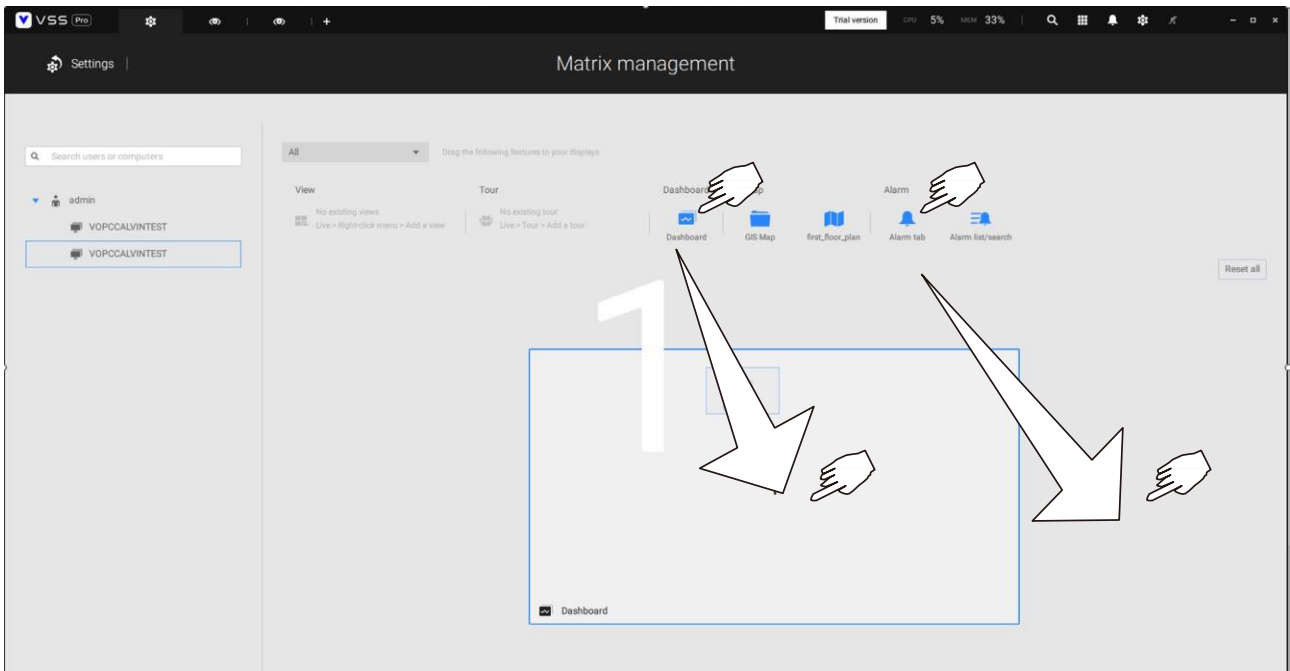 VSS Pro
Trial version CPU 5% MEM 33%
Settings
Matrix management
Search users or computers
All
Drag the following features to your displays
admin
VOPCCALVINTEST
VOPCCALVINTEST
View
No existing views
Live > Right-click menu > Add a view
Tour
No existing tour
Live > Tour > Add a tour
Dashboard
Dashboard
GIS Map
first_floor_plan
Alarm
Alarm tab
Alarm list/search
Reset all
1
Dashboard